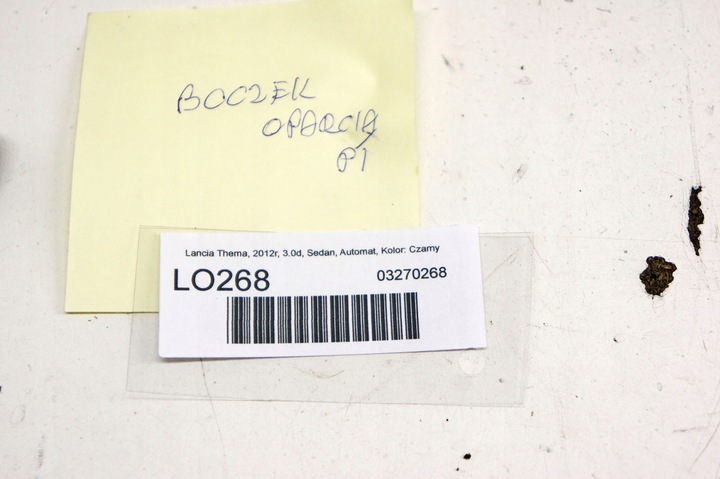 BOCZEK
OPARCIA
P1
Lancia Thema, 2012r, 3.0d, Sedan, Automat, Kolor: Czarny
LO268
03270268